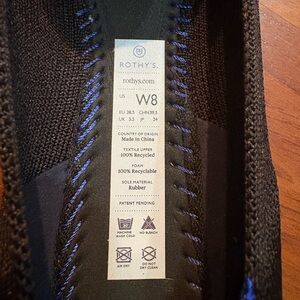 ROTHY'S.
rothys.com
US W8
EU 38.5 CHN 39.5
UK 5.5 JP 24
COUNTRY OF ORIGIN
Made in China
TEXTILE UPPER
100% Recycled
FOAM
100% Recyclable
SOLE MATERIAL
Rubber
PATENT PENDING
MACHINE WASH COLD
NO BLEACH
AIR DRY
DO NOT DRY CLEAN